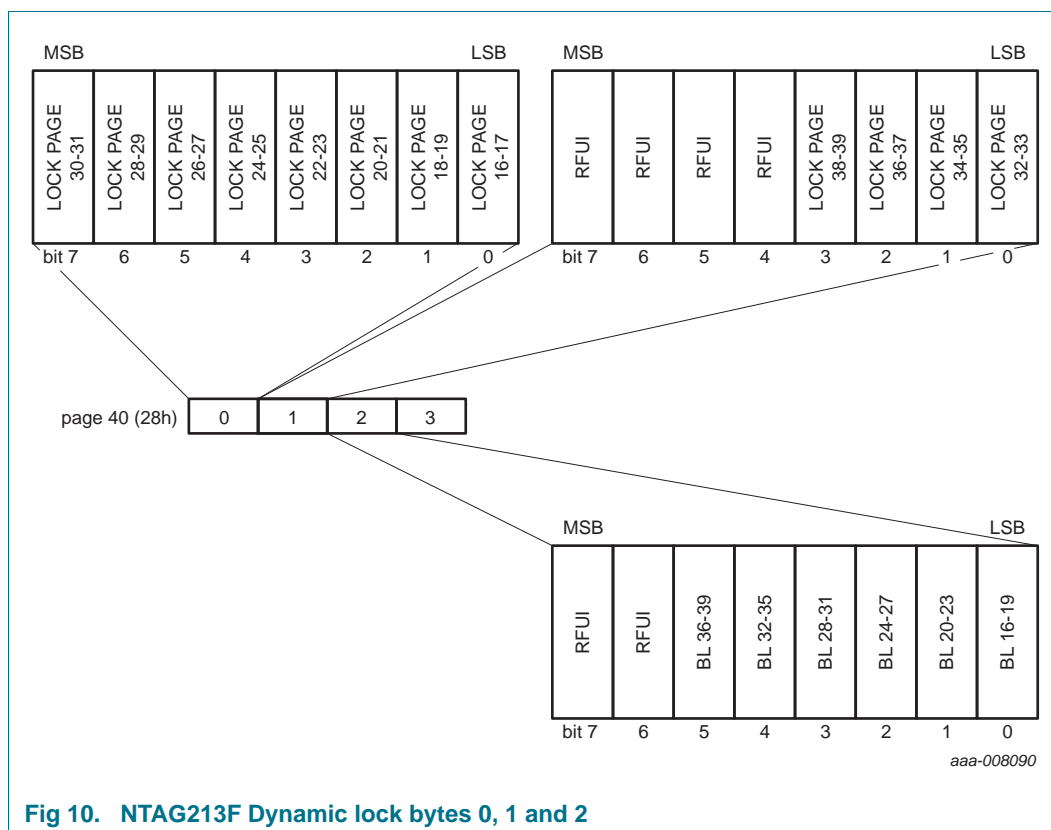 MSB LSB
LOCK PAGE 30-31
LOCK PAGE 28-29
LOCK PAGE 26-27
LOCK PAGE 24-25
LOCK PAGE 22-23
LOCK PAGE 20-21
LOCK PAGE 18-19
LOCK PAGE 16-17
bit 7 6 5 4 3 2 1 0
MSB LSB
RFUI
RFUI
RFUI
RFUI
LOCK PAGE 38-39
LOCK PAGE 36-37
LOCK PAGE 34-35
LOCK PAGE 32-33
bit 7 6 5 4 3 2 1 0
page 40 (28h) 0 1 2 3
MSB LSB
RFUI
RFUI
BL 36-39
BL 32-35
BL 28-31
BL 24-27
BL 20-23
BL 16-19
bit 7 6 5 4 3 2 1 0
aaa-008090
Fig 10. NTAG213F Dynamic lock bytes 0, 1 and 2